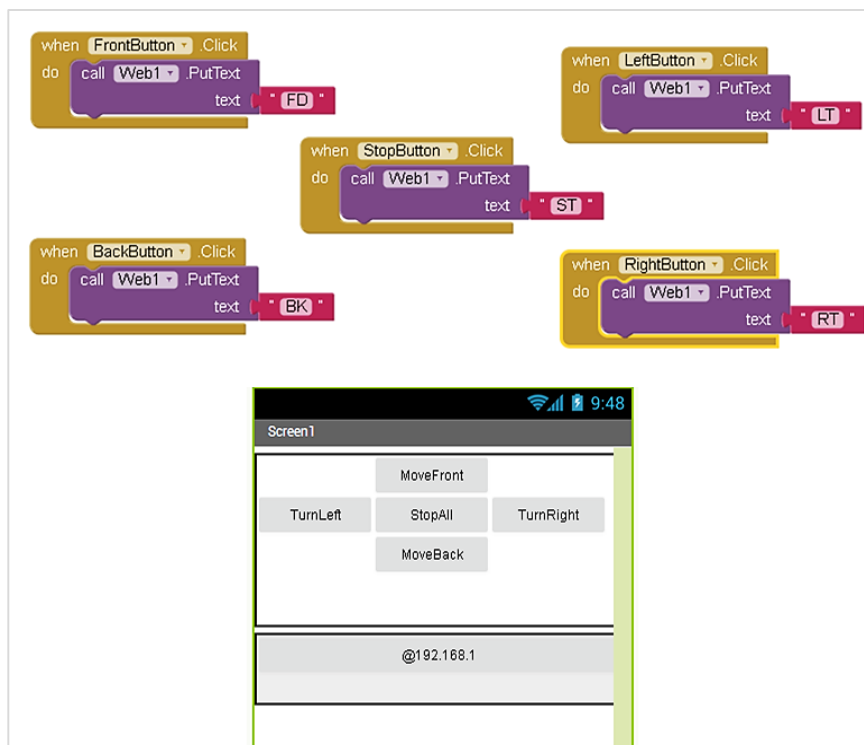 when FrontButton .Click
do call Web1 .PutText
text " FD "
when LeftButton .Click
do call Web1 .PutText
text " LT "
when StopButton .Click
do call Web1 .PutText
text " ST "
when BackButton .Click
do call Web1 .PutText
text " BK "
when RightButton .Click
do call Web1 .PutText
text " RT "
9:48
Screen1
MoveFront
TurnLeft StopAll TurnRight
MoveBack
@192.168.1